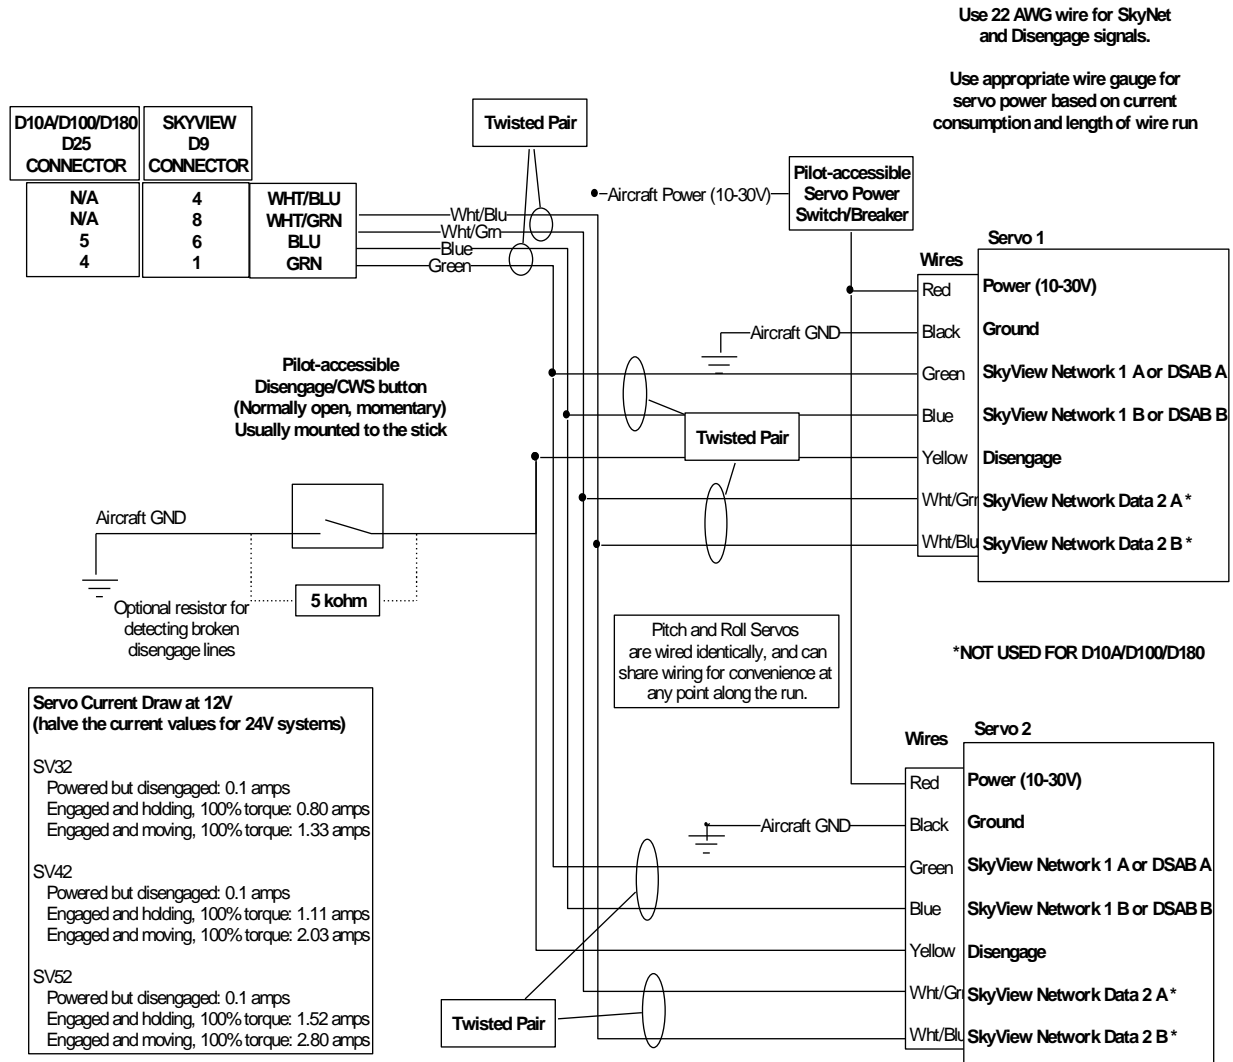 Use 22 AWG wire for SkyNet
and Disengage signals.
Use appropriate wire gauge for
servo power based on current
consumption and length of wire run
D10A/D100/D180
D25
CONNECTOR
SKYVIEW
D9
CONNECTOR
N/A 4 WHT/BLU
N/A 8 WHT/GRN
5 6 BLU
4 1 GRN
Twisted Pair
Wht/Blu
Wht/Grn
Blue
Green
Aircraft Power (10-30V)
Pilot-accessible
Servo Power
Switch/Breaker
Servo 1
Wires
Red Power (10-30V)
Aircraft GND Black Ground
Green SkyView Network 1 A or DSAB A
Blue SkyView Network 1 B or DSAB B
Yellow Disengage
Wht/Grn SkyView Network Data 2 A *
Wht/Blu SkyView Network Data 2 B *
Twisted Pair
Pilot-accessible
Disengage/CWS button
(Normally open, momentary)
Usually mounted to the stick
Aircraft GND
5 kohm
Optional resistor for
detecting broken
disengage lines
Pitch and Roll Servos
are wired identically, and can
share wiring for convenience at
any point along the run.
*NOT USED FOR D10A/D100/D180
Servo Current Draw at 12V
(halve the current values for 24V systems)
SV32
Powered but disengaged: 0.1 amps
Engaged and holding, 100% torque: 0.80 amps
Engaged and moving, 100% torque: 1.33 amps
SV42
Powered but disengaged: 0.1 amps
Engaged and holding, 100% torque: 1.11 amps
Engaged and moving, 100% torque: 2.03 amps
SV52
Powered but disengaged: 0.1 amps
Engaged and holding, 100% torque: 1.52 amps
Engaged and moving, 100% torque: 2.80 amps
Servo 2
Wires
Red Power (10-30V)
Aircraft GND Black Ground
Green SkyView Network 1 A or DSAB A
Blue SkyView Network 1 B or DSAB B
Yellow Disengage
Wht/Grn SkyView Network Data 2 A *
Wht/Blu SkyView Network Data 2 B *
Twisted Pair